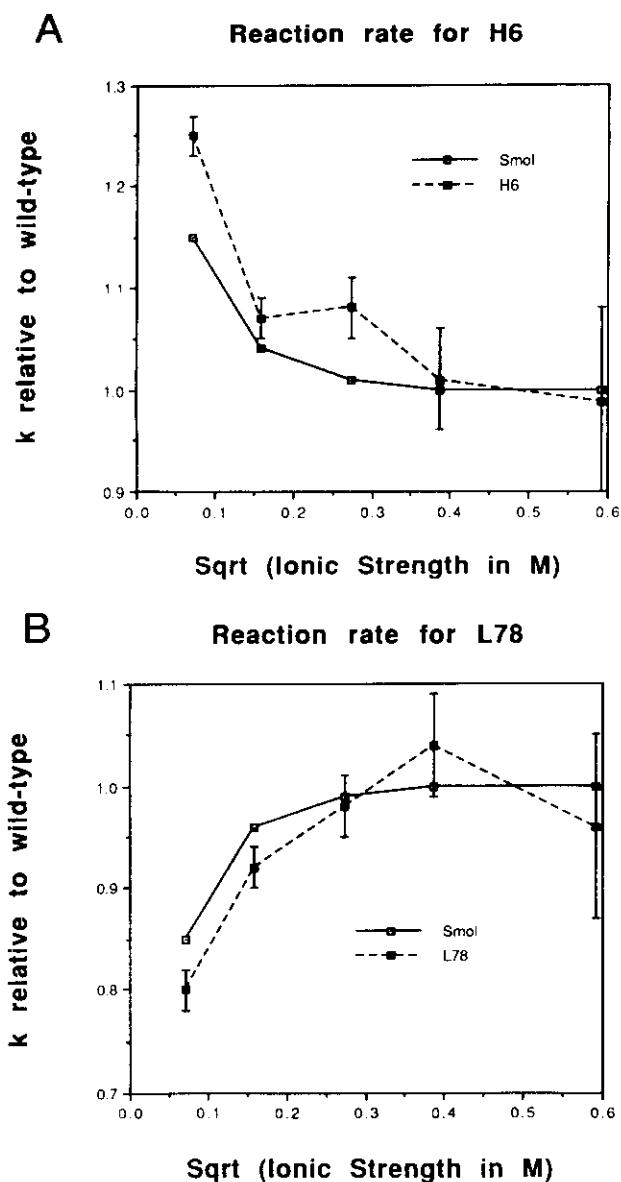 A
Reaction rate for H6
k relative to wild-type
1.3
1.2
1.1
1.0
0.9
Smol
H6
0.0 0.1 0.2 0.3 0.4 0.5 0.6
Sqrt (Ionic Strength in M)
B
Reaction rate for L78
k relative to wild-type
1.1
1.0
0.9
0.8
0.7
Smol
L78
0.0 0.1 0.2 0.3 0.4 0.5 0.6
Sqrt (Ionic Strength in M)